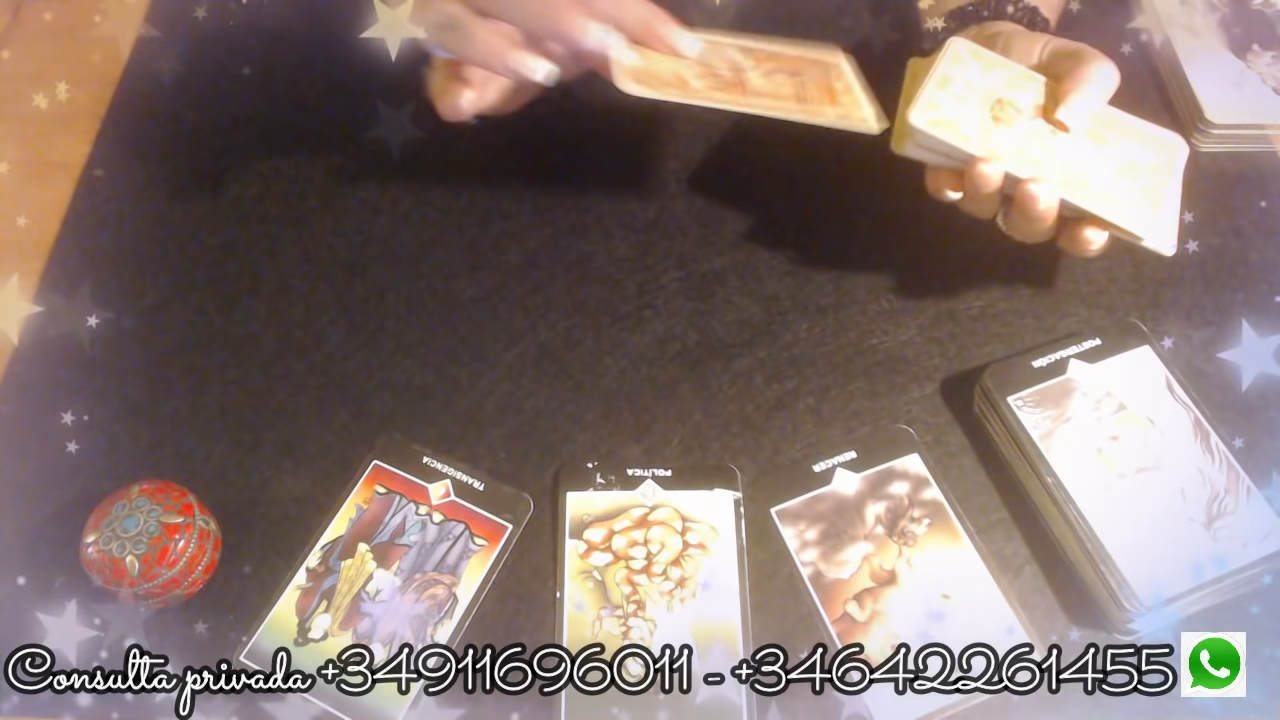 POSTERGACIÓN
TRANSIGENCIA
POLÍTICA
RENACER
Consulta privada +34911696011 - +34642261455